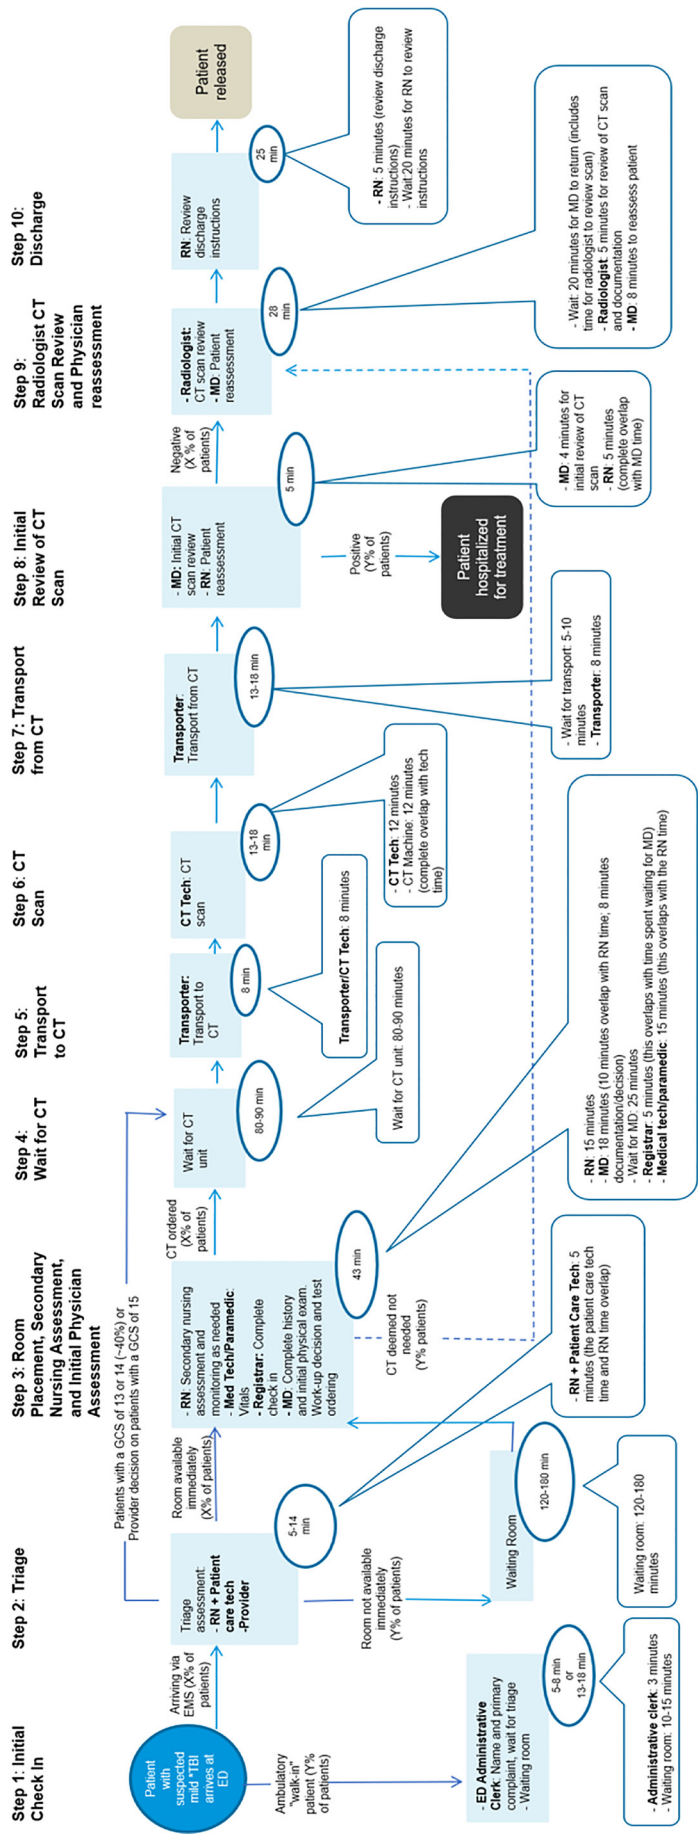 Step 1: Initial
Check In
Step 2: Triage
Step 3: Room
Placement, Secondary
Nursing Assessment,
and Initial Physician
Assessment
Step 4:
Wait for CT
Step 5:
Transport
to CT
Step 6: CT
Scan
Step 7: Transport
from CT
Step 8: Initial
Review of CT
Scan
Step 9:
Radiologist CT
Scan Review
and Physician
reassessment
Step 10:
Discharge
Patients with a GCS of 13 or 14 (~40%) or
Provider decision on patients with a GCS of 15
Patient
with
suspected
mild *TBI
arrives at
ED
Arriving via
EMS (X% of
patients)
Ambulatory
"walk-in"
patient (Y%
of patients)
- ED Administrative
Clerk: Name and primary
complaint, wait for triage
- Waiting room
5-8 min
or
13-18 min
- Administrative clerk: 3 minutes
- Waiting room: 10-15 minutes
Triage
assessment:
- RN + Patient
care tech
-Provider
5-14
min
- RN + Patient Care Tech: 5
minutes (the patient care tech
time and RN time overlap)
Room available
immediately
(X% of patients)
Room not available
immediately
(Y% of patients)
Waiting Room
120-180 min
Waiting room: 120-180
minutes
- RN: Secondary nursing
assessment and
monitoring as needed
- Med Tech/Paramedic:
Vitals
- Registrar: Complete
check in
- MD: Complete history
and initial physical exam.
Work-up decision and test
ordering
43 min
- RN: 15 minutes
- MD: 18 minutes (10 minutes overlap with RN time; 8 minutes
documentation/decision)
- Wait for MD: 25 minutes
- Registrar: 5 minutes (this overlaps with time spent waiting for MD)
- Medical tech/paramedic: 15 minutes (this overlaps with the RN time)
CT ordered
(X% of
patients)
CT deemed not
needed
(Y% patients)
Wait for CT
unit
80-90 min
Wait for CT unit: 80-90 minutes
Transporter:
Transport to
CT
8 min
Transporter/CT Tech: 8 minutes
CT Tech: CT
scan
13-18
min
- CT Tech: 12 minutes
- CT Machine: 12 minutes
(complete overlap with tech
time)
Transporter:
Transport from CT
13-18 min
- Wait for transport: 5-10
minutes
- Transporter: 8 minutes
- MD: Initial CT
scan review
- RN: Patient
reassessment
5 min
- MD: 4 minutes for
initial review of CT
scan
- RN: 5 minutes
(complete overlap
with MD time)
Positive
(Y% of
patients)
Patient
hospitalized
for treatment
Negative
(X % of
patients)
- Radiologist:
CT scan review
- MD: Patient
reassessment
28
min
- Wait: 20 minutes for MD to return (includes
time for radiologist to review scan)
- Radiologist: 5 minutes for review of CT scan
and documentation
- MD: 8 minutes to reassess patient
RN: Review
discharge
instructions
25
min
- RN: 5 minutes (review discharge
instructions)
- Wait:20 minutes for RN to review
instructions
Patient
released